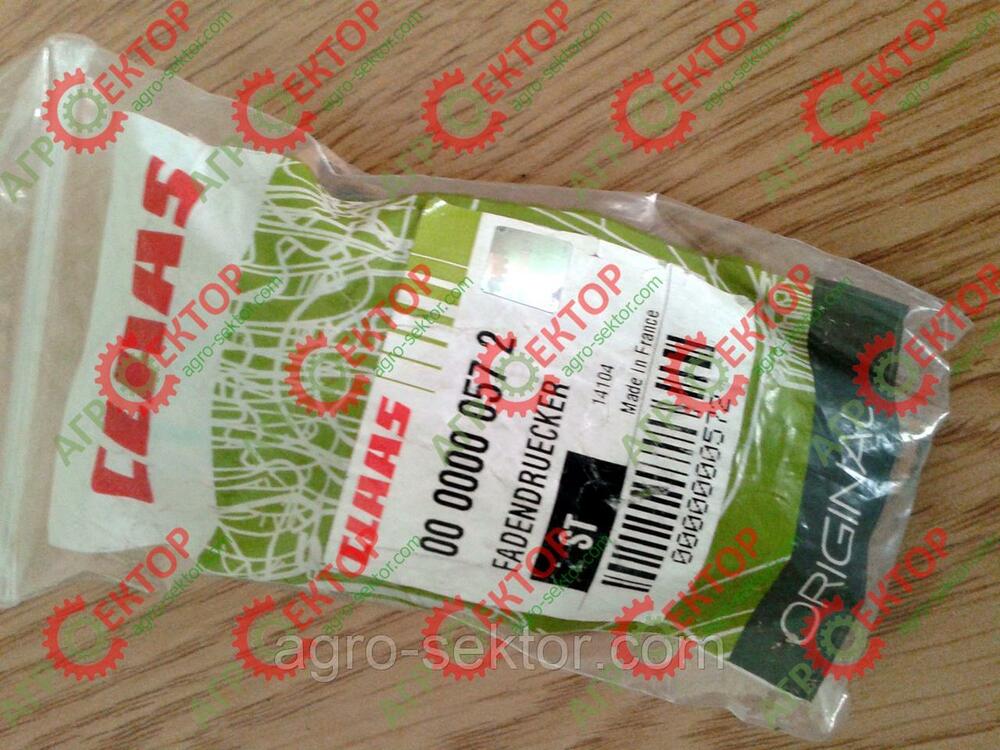 CLAAS
CLAAS
00 0000 057 2
FADENDRUECKER
ST
14104
Made In France
0000000572
ORIGINAL
АГРОСЕКТОР
agro-sektor.com
agro-sektor.com